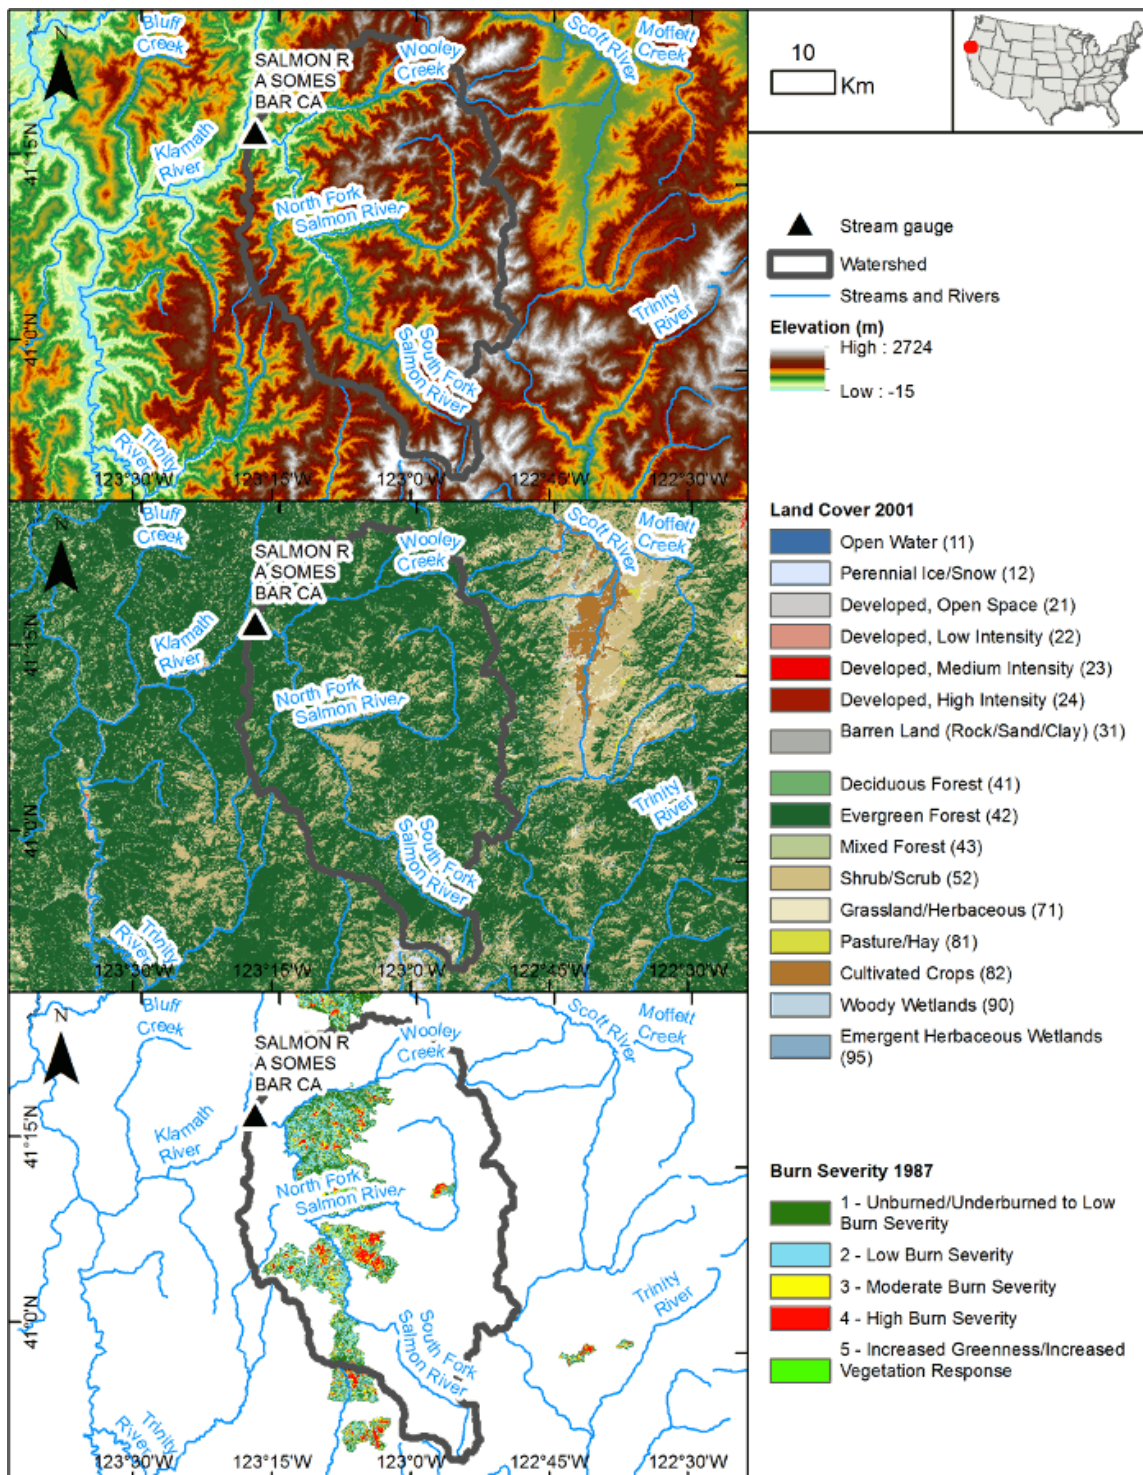 N
Bluff
Creek
SALMON R
A SOMES
BAR CA
Wooley
Creek
Scott River
Moffett
Creek
Klamath
River
North Fork
Salmon River
South Fork
Salmon River
Trinity
River
Trinity
River
41°15'N
41°0'N
123°30'W
123°15'W
123°0'W
122°45'W
122°30'W
N
Bluff
Creek
SALMON R
A SOMES
BAR CA
Wooley
Creek
Scott River
Moffett
Creek
Klamath
River
North Fork
Salmon River
South Fork
Salmon River
Trinity
River
Trinity
River
41°15'N
41°0'N
123°30'W
123°15'W
123°0'W
122°45'W
122°30'W
N
Bluff
Creek
SALMON R
A SOMES
BAR CA
Wooley
Creek
Scott River
Moffett
Creek
Klamath
River
North Fork
Salmon River
South Fork
Salmon River
Trinity
River
Trinity
River
41°15'N
41°0'N
123°30'W
123°15'W
123°0'W
122°45'W
122°30'W
10
Km
Stream gauge
Watershed
Streams and Rivers
Elevation (m)
High : 2724
Low : -15
Land Cover 2001
Open Water (11)
Perennial Ice/Snow (12)
Developed, Open Space (21)
Developed, Low Intensity (22)
Developed, Medium Intensity (23)
Developed, High Intensity (24)
Barren Land (Rock/Sand/Clay) (31)
Deciduous Forest (41)
Evergreen Forest (42)
Mixed Forest (43)
Shrub/Scrub (52)
Grassland/Herbaceous (71)
Pasture/Hay (81)
Cultivated Crops (82)
Woody Wetlands (90)
Emergent Herbaceous Wetlands
(95)
Burn Severity 1987
1 - Unburned/Underburned to Low
Burn Severity
2 - Low Burn Severity
3 - Moderate Burn Severity
4 - High Burn Severity
5 - Increased Greenness/Increased
Vegetation Response